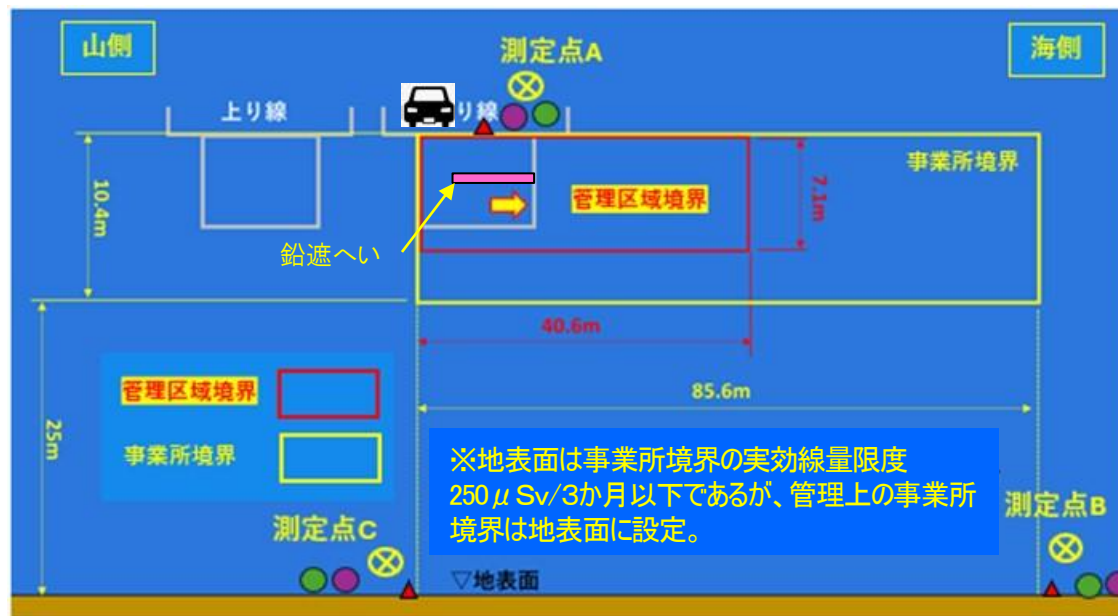 山側
測定点A
海側
上り線
り線
事業所境界
10.4m
管理区域境界
7.1m
鉛遮へい
40.6m
管理区域境界
85.6m
事業所境界
25m
※地表面は事業所境界の実効線量限度
250μSv/3か月以下であるが、管理上の事業所
境界は地表面に設定。
測定点B
測定点C
▽地表面